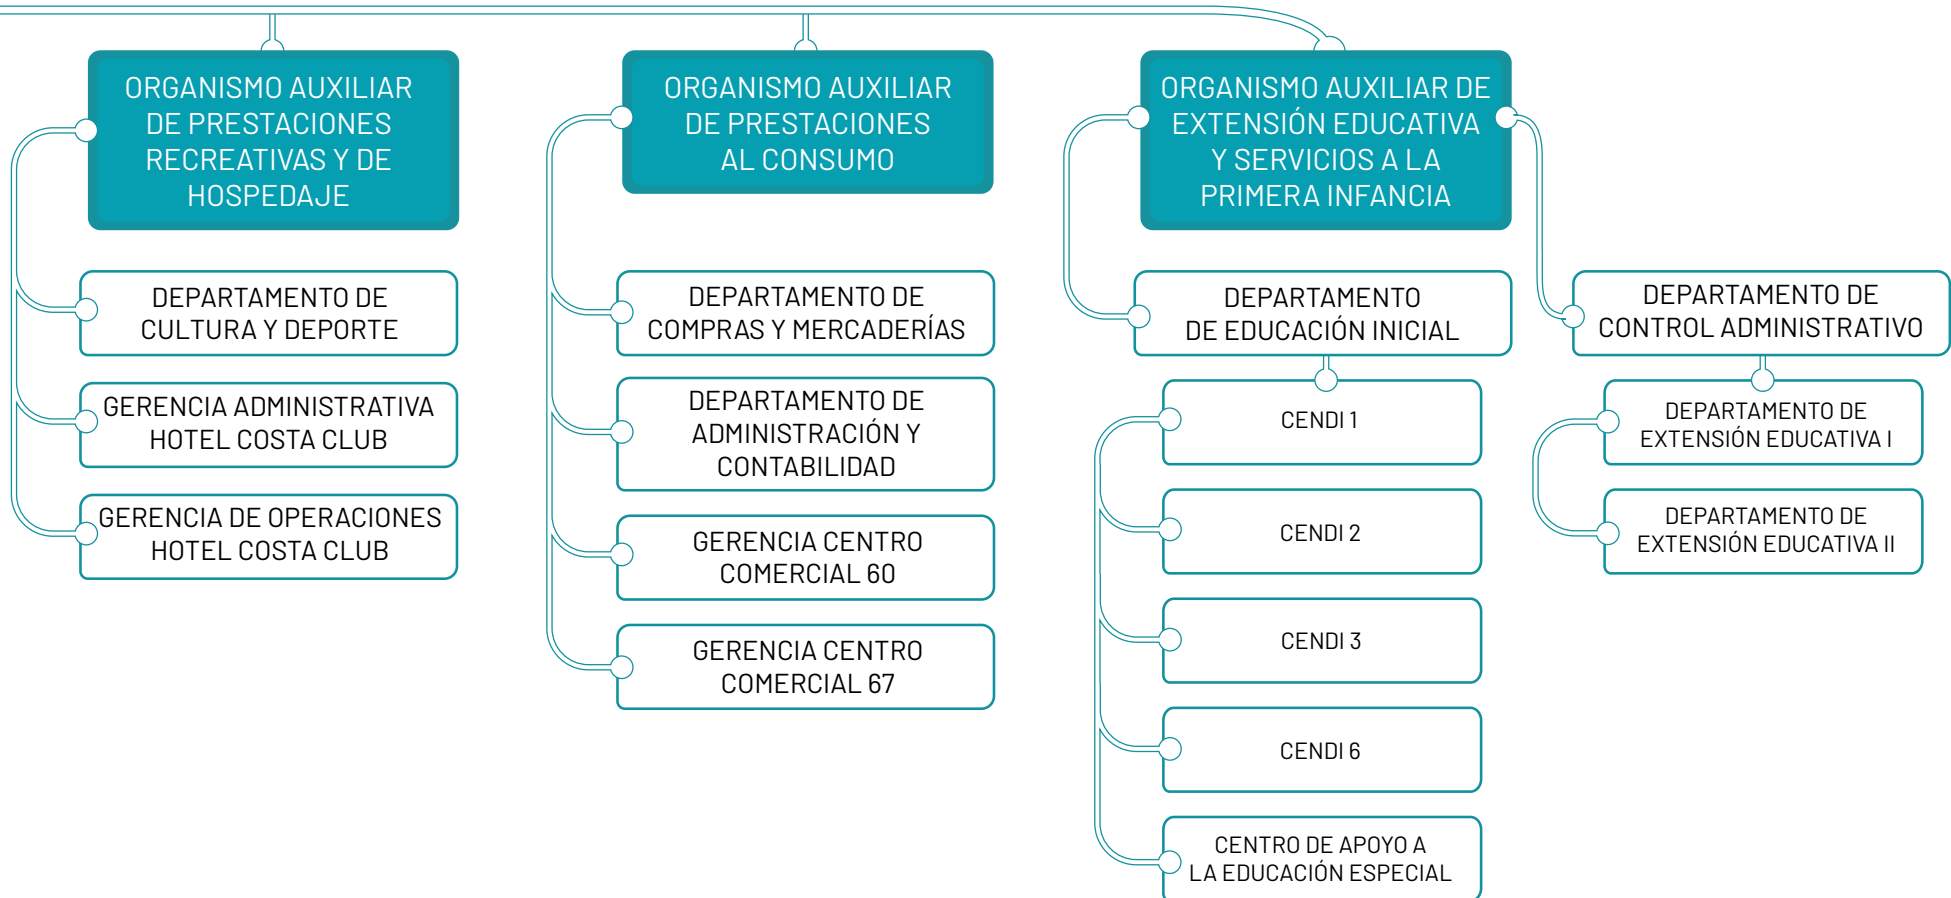 ORGANISMO AUXILIAR
DE PRESTACIONES
RECREATIVAS Y DE
HOSPEDAJE
DEPARTAMENTO DE
CULTURA Y DEPORTE
GERENCIA ADMINISTRATIVA
HOTEL COSTA CLUB
GERENCIA DE OPERACIONES
HOTEL COSTA CLUB
ORGANISMO AUXILIAR
DE PRESTACIONES
AL CONSUMO
DEPARTAMENTO DE
COMPRAS Y MERCADERÍAS
DEPARTAMENTO DE
ADMINISTRACIÓN Y
CONTABILIDAD
GERENCIA CENTRO
COMERCIAL 60
GERENCIA CENTRO
COMERCIAL 67
ORGANISMO AUXILIAR DE
EXTENSIÓN EDUCATIVA
Y SERVICIOS A LA
PRIMERA INFANCIA
DEPARTAMENTO
DE EDUCACIÓN INICIAL
CENDI 1
CENDI 2
CENDI 3
CENDI 6
CENTRO DE APOYO A
LA EDUCACIÓN ESPECIAL
DEPARTAMENTO DE
CONTROL ADMINISTRATIVO
DEPARTAMENTO DE
EXTENSIÓN EDUCATIVA I
DEPARTAMENTO DE
EXTENSIÓN EDUCATIVA II